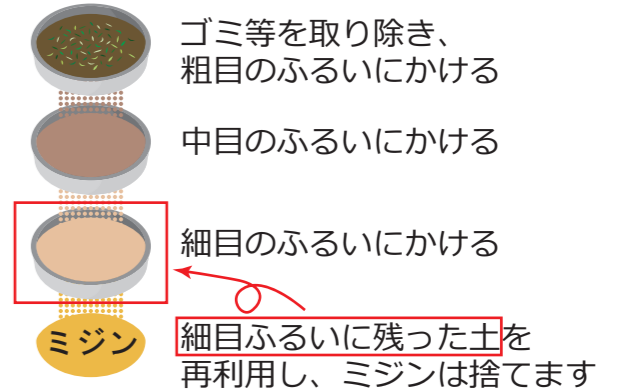 ゴミ等を取り除き、
粗目のふるいにかける
中目のふるいにかける
細目のふるいにかける
ミジン
細目ふるいに残った土を
再利用し、ミジンは捨てます